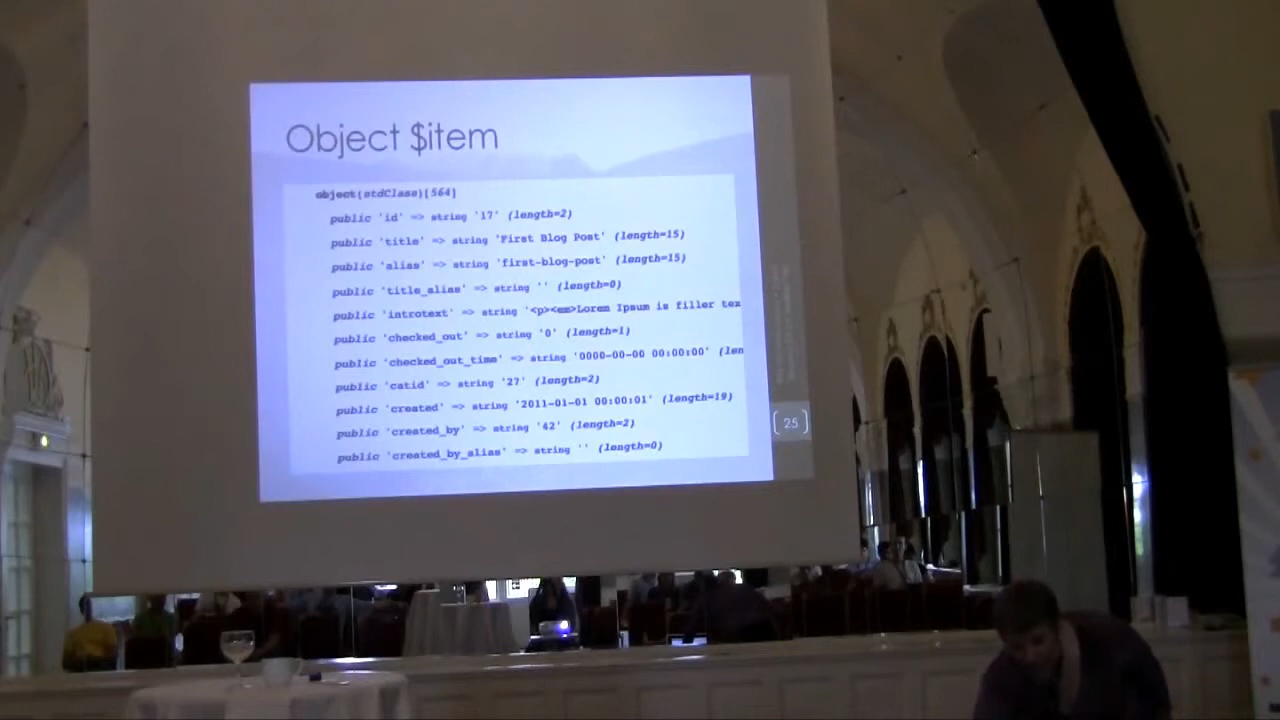 Object $item
object(stdClass)[564]
public 'id' => string '17' (length=2)
public 'title' => string 'First Blog Post' (length=15)
public 'alias' => string 'first-blog-post' (length=15)
public 'title_alias' => string '' (length=0)
public 'introtext' => string '<p><em>Lorem Ipsum is filler tex
public 'checked_out' => string '0' (length=1)
public 'checked_out_time' => string '0000-00-00 00:00:00' (len
public 'catid' => string '27' (length=2)
public 'created' => string '2011-01-01 00:00:01' (length=19)
public 'created_by' => string '42' (length=2)
public 'created_by_alias' => string '' (length=0)
25